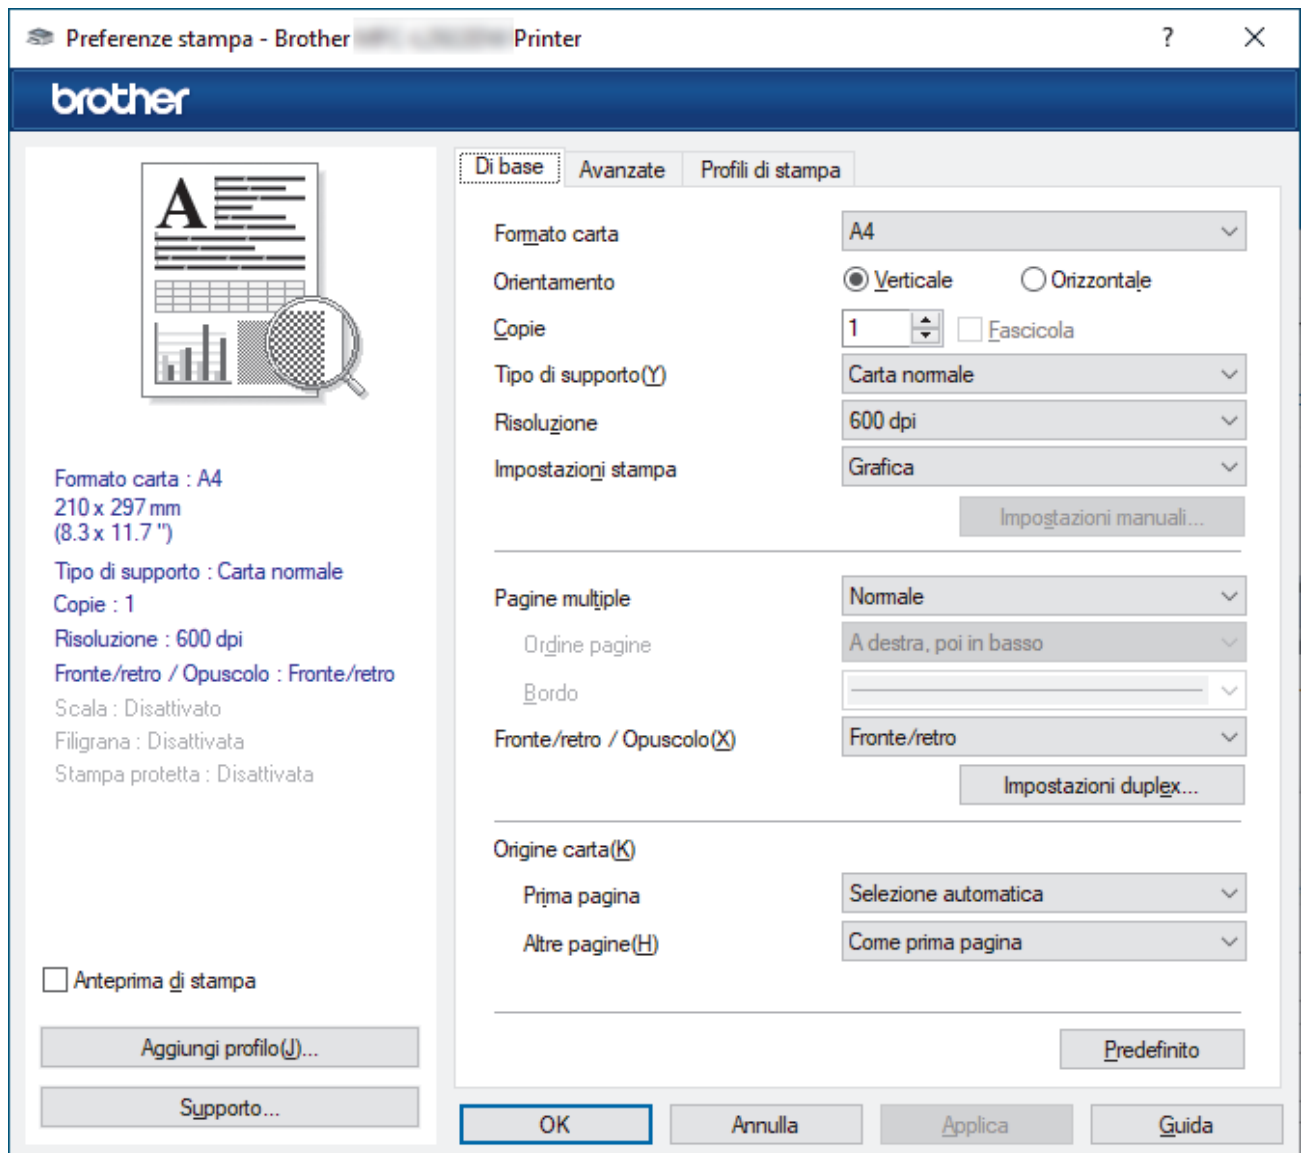 Preferenze stampa - Brother Printer
?
brother
A
Formato carta : A4
210 x 297 mm
(8.3 x 11.7 ")
Tipo di supporto : Carta normale
Copie : 1
Risoluzione : 600 dpi
Fronte/retro / Opuscolo : Fronte/retro
Scala : Disattivato
Filigrana : Disattivata
Stampa protetta : Disattivata
Anteprima di stampa
Aggiungi profilo(J)...
Supporto...
Di base Avanzate Profili di stampa
Formato carta A4
Orientamento Verticale Orizzontale
Copie 1 Fascicola
Tipo di supporto(Y) Carta normale
Risoluzione 600 dpi
Impostazioni stampa Grafica
Impostazioni manuali...
Pagine multiple Normale
Ordine pagine A destra, poi in basso
Bordo
Fronte/retro / Opuscolo(X) Fronte/retro
Impostazioni duplex...
Origine carta(K)
Prima pagina Selezione automatica
Altre pagine(H) Come prima pagina
Predefinito
OK Annulla Applica Guida